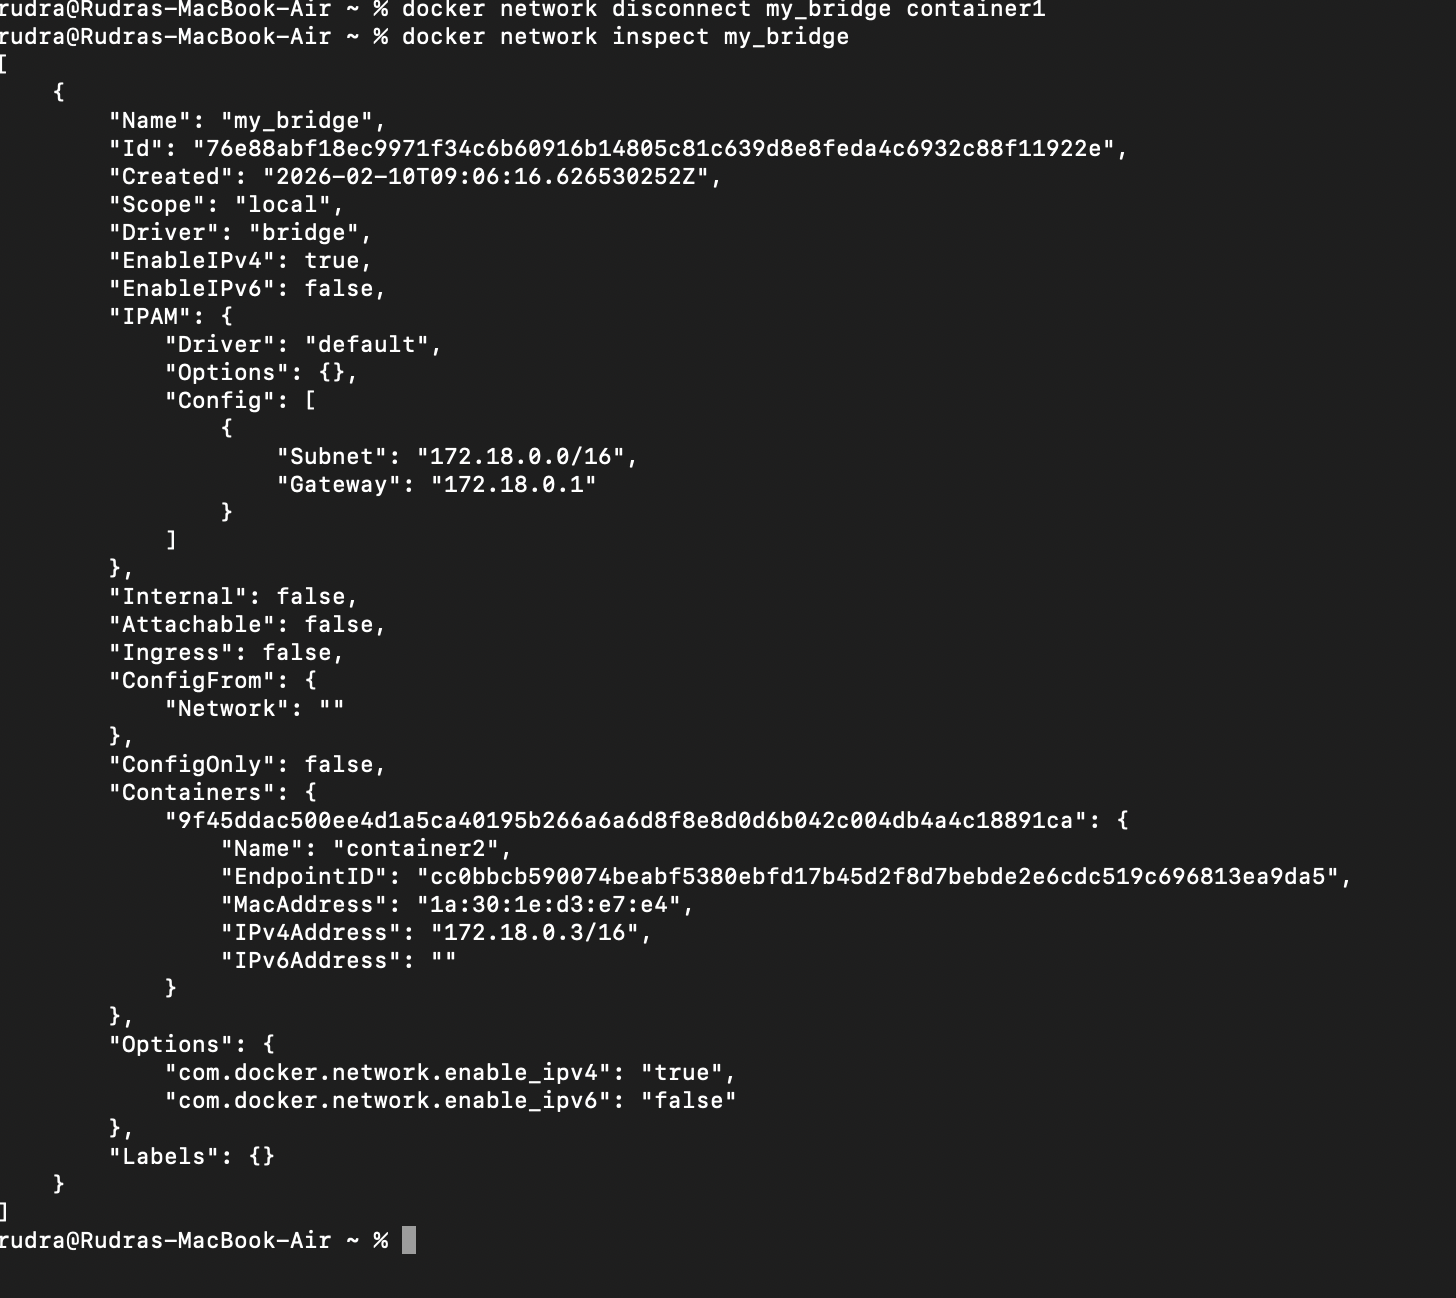 rudra@Rudras-MacBook-Air ~ % docker network disconnect my_bridge container1
rudra@Rudras-MacBook-Air ~ % docker network inspect my_bridge
[
    {
        "Name": "my_bridge",
        "Id": "76e88abf18ec9971f34c6b60916b14805c81c639d8e8feda4c6932c88f11922e",
        "Created": "2026-02-10T09:06:16.626530252Z",
        "Scope": "local",
        "Driver": "bridge",
        "EnableIPv4": true,
        "EnableIPv6": false,
        "IPAM": {
            "Driver": "default",
            "Options": {},
            "Config": [
                {
                    "Subnet": "172.18.0.0/16",
                    "Gateway": "172.18.0.1"
                }
            ]
        },
        "Internal": false,
        "Attachable": false,
        "Ingress": false,
        "ConfigFrom": {
            "Network": ""
        },
        "ConfigOnly": false,
        "Containers": {
            "9f45ddac500ee4d1a5ca40195b266a6a6d8f8e8d0d6b042c004db4a4c18891ca": {
                "Name": "container2",
                "EndpointID": "cc0bbcb590074beabf5380ebfd17b45d2f8d7bebde2e6cdc519c696813ea9da5",
                "MacAddress": "1a:30:1e:d3:e7:e4",
                "IPv4Address": "172.18.0.3/16",
                "IPv6Address": ""
            }
        },
        "Options": {
            "com.docker.network.enable_ipv4": "true",
            "com.docker.network.enable_ipv6": "false"
        },
        "Labels": {}
    }
]
rudra@Rudras-MacBook-Air ~ %